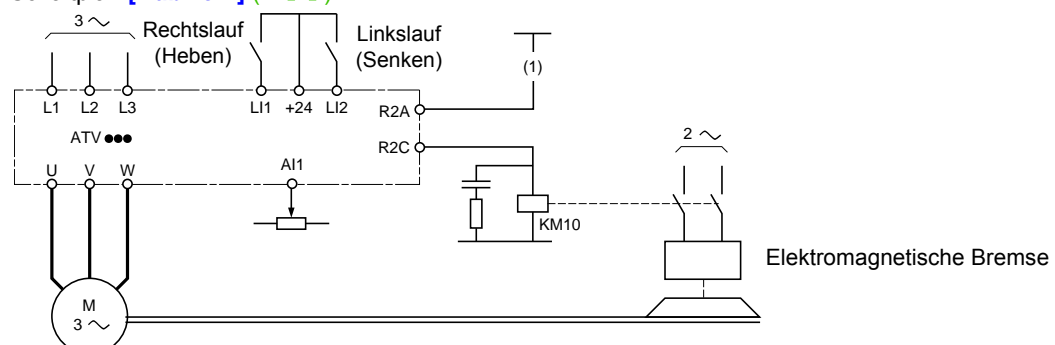 3
Rechtslauf
(Heben)
Linkslauf
(Senken)
(1)
L1 L2 L3
LI1 +24 LI2
R2A
ATV
R2C
2
U V W
AI1
KM10
Elektromagnetische Bremse
M
3